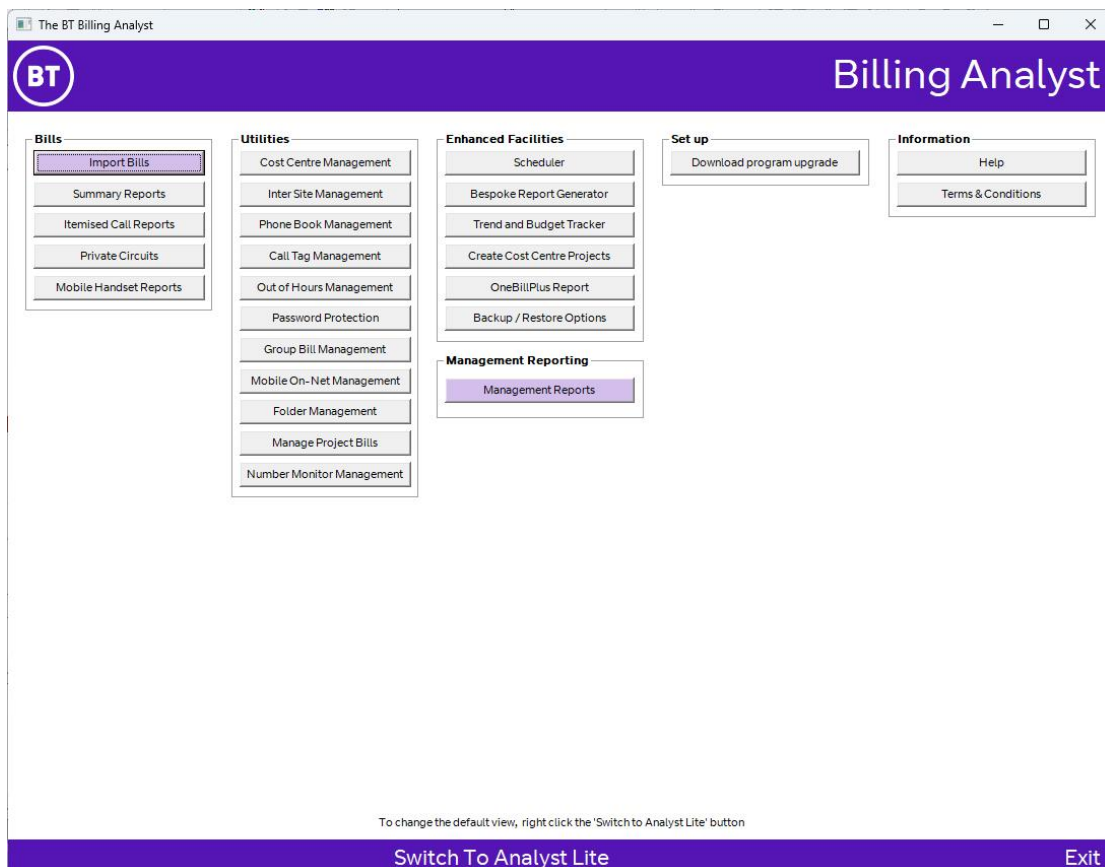 The BT Billing Analyst
BT
Billing Analyst
Bills
Import Bills
Summary Reports
Itemised Call Reports
Private Circuits
Mobile Handset Reports
Utilities
Cost Centre Management
Inter Site Management
Phone Book Management
Call Tag Management
Out of Hours Management
Password Protection
Group Bill Management
Mobile On-Net Management
Folder Management
Manage Project Bills
Number Monitor Management
Enhanced Facilities
Scheduler
Bespoke Report Generator
Trend and Budget Tracker
Create Cost Centre Projects
OneBillPlus Report
Backup / Restore Options
Management Reporting
Management Reports
Set up
Download program upgrade
Information
Help
Terms & Conditions
To change the default view, right click the 'Switch to Analyst Lite' button
Switch To Analyst Lite
Exit